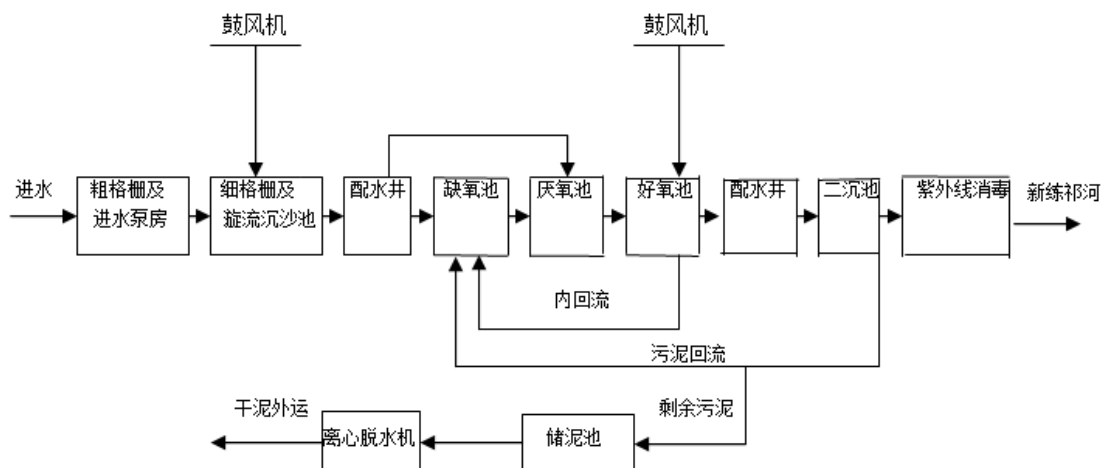 鼓风机
鼓风机
进水
粗格栅及
进水泵房
细格栅及
漩流沉沙池
配水井
缺氧池
厌氧池
好氧池
配水井
二沉池
紫外线消毒
新练祁河
内回流
污泥回流
干泥外运
离心脱水机
储泥池
剩余污泥